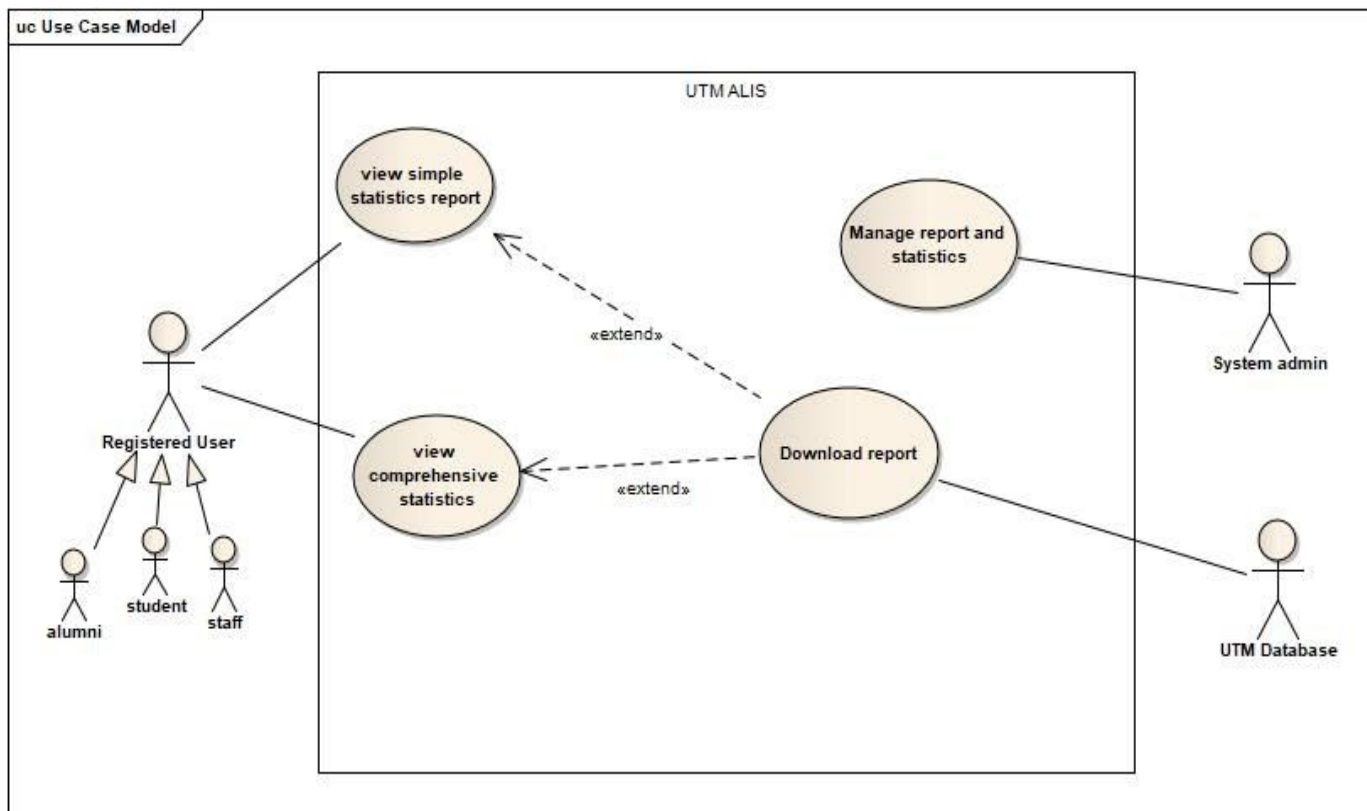 uc Use Case Model
UTM ALIS
view simple
statistics report
Manage report and
statistics
«extend»
System admin
Registered User
view
comprehensive
statistics
Download report
«extend»
alumni
student
staff
UTM Database